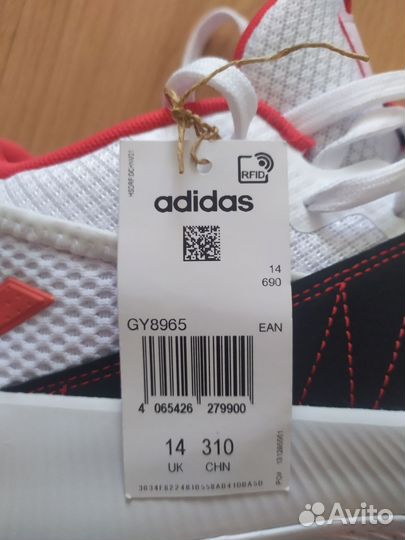 RFID
adidas
14
690
GY8965
EAN
4 065426 279900
14 310
UK CHN
Avito